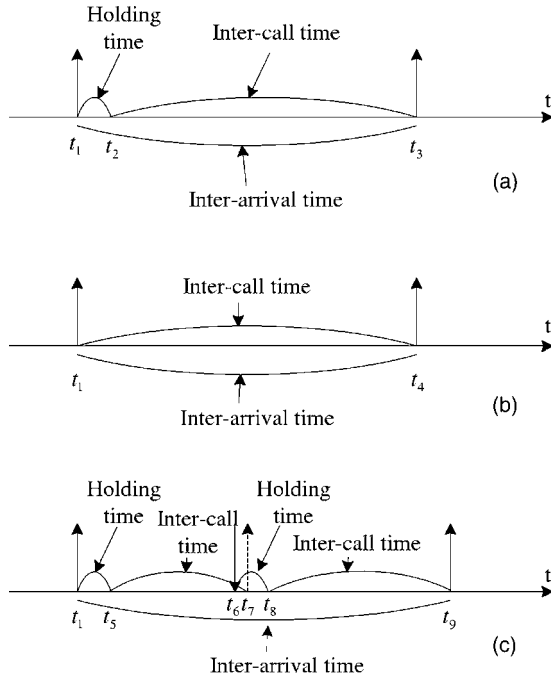 Holding
time
Inter-call time
t
t1
t2
t3
Inter-arrival time
(a)
Inter-call time
t
t1
t4
Inter-arrival time
(b)
Holding
time
Inter-call
time
Holding
time
Inter-call time
t
t1
t5
t6
t7
t8
t9
Inter-arrival time
(c)